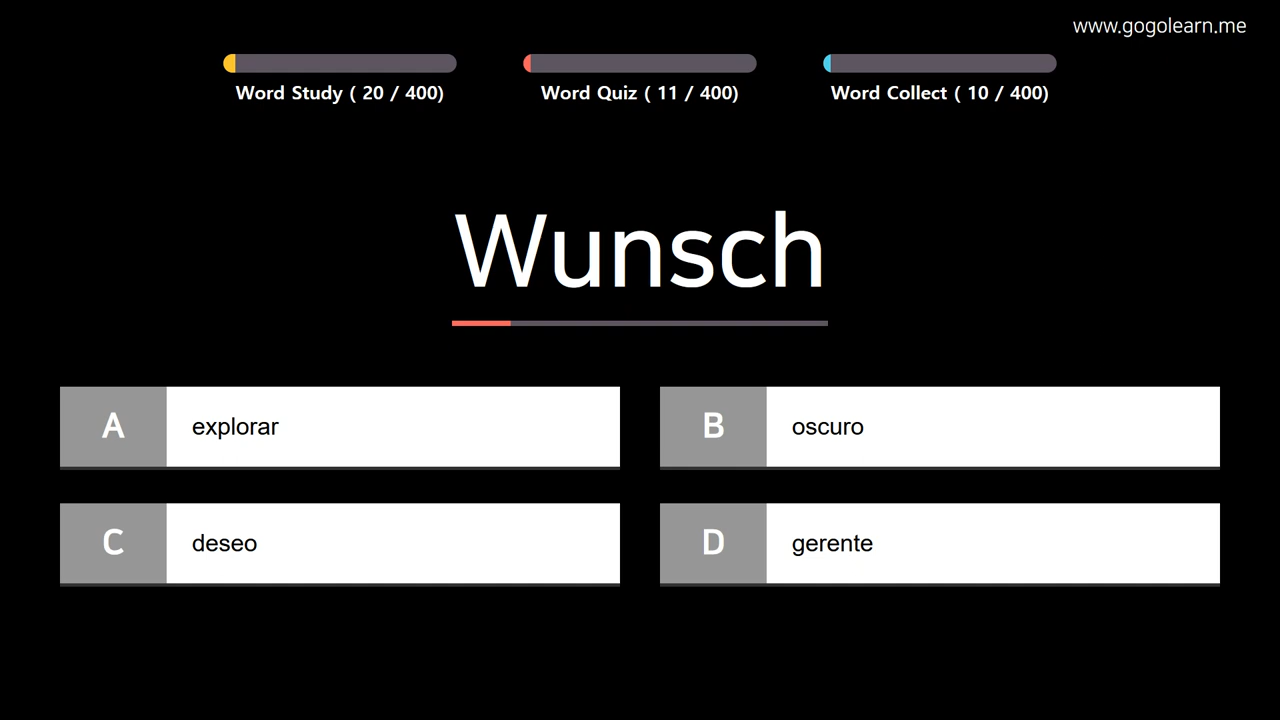 www.gogolearn.me
Word Study ( 20 / 400)
Word Quiz ( 11 / 400)
Word Collect ( 10 / 400)
Wunsch
A explorar
B oscuro
C deseo
D gerente